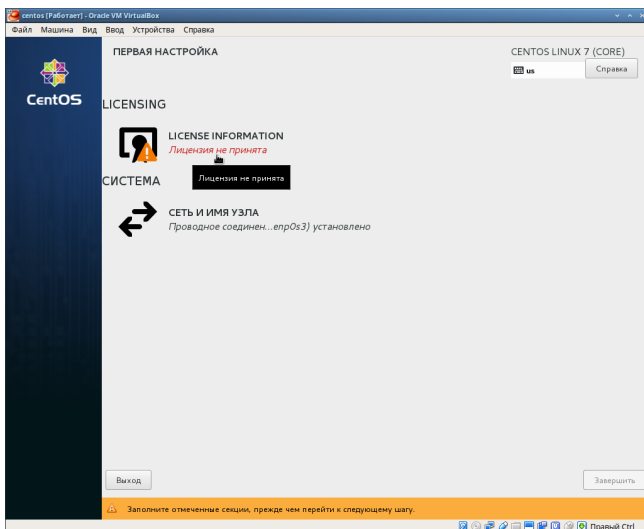 centos [Работает] - Oracle VM VirtualBox
Файл Машина Вид Ввод Устройства Справка
ПЕРВАЯ НАСТРОЙКА
CENTOS LINUX 7 (CORE)
us
Справка
CentOS
LICENSING
LICENSE INFORMATION
Лицензия не принята
Лицензия не принята
СИСТЕМА
СЕТЬ И ИМЯ УЗЛА
Проводное соединен...enp0s3) установлено
Выход
Завершить
Заполните отмеченные секции, прежде чем перейти к следующему шагу.
Правый Ctrl